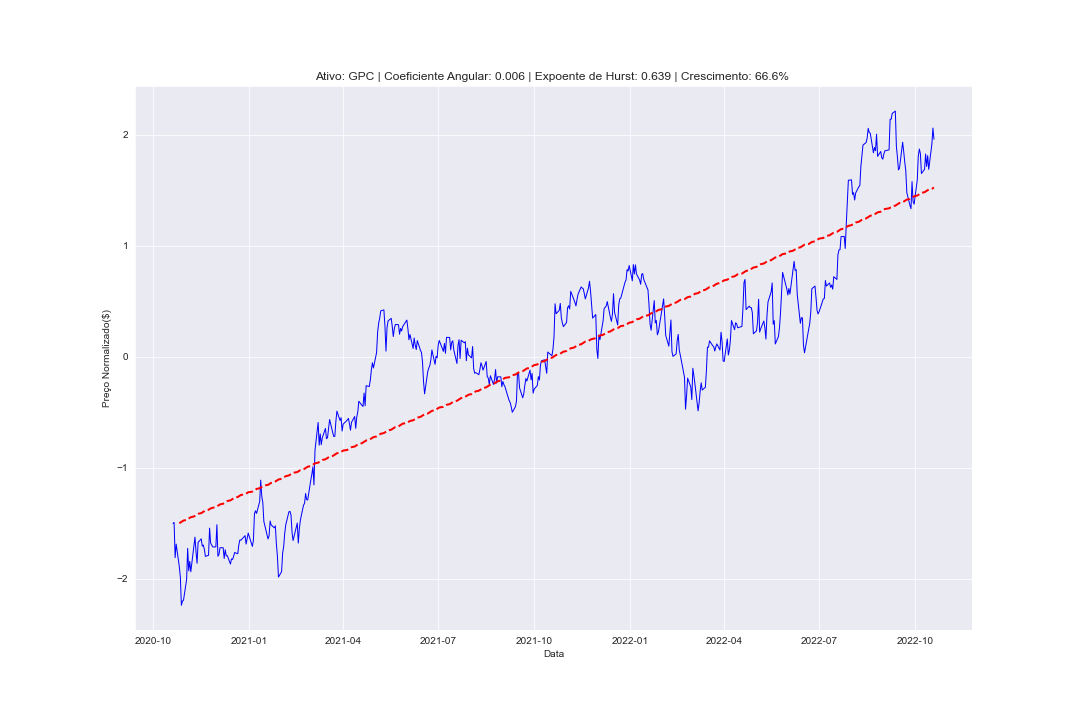 Ativo: GPC | Coeficiente Angular: 0.006 | Expoente de Hurst: 0.639 | Crescimento: 66.6%
Preço Normalizado($)
2
1
0
−1
−2
2020-10 2021-01 2021-04 2021-07 2021-10 2022-01 2022-04 2022-07 2022-10
Data